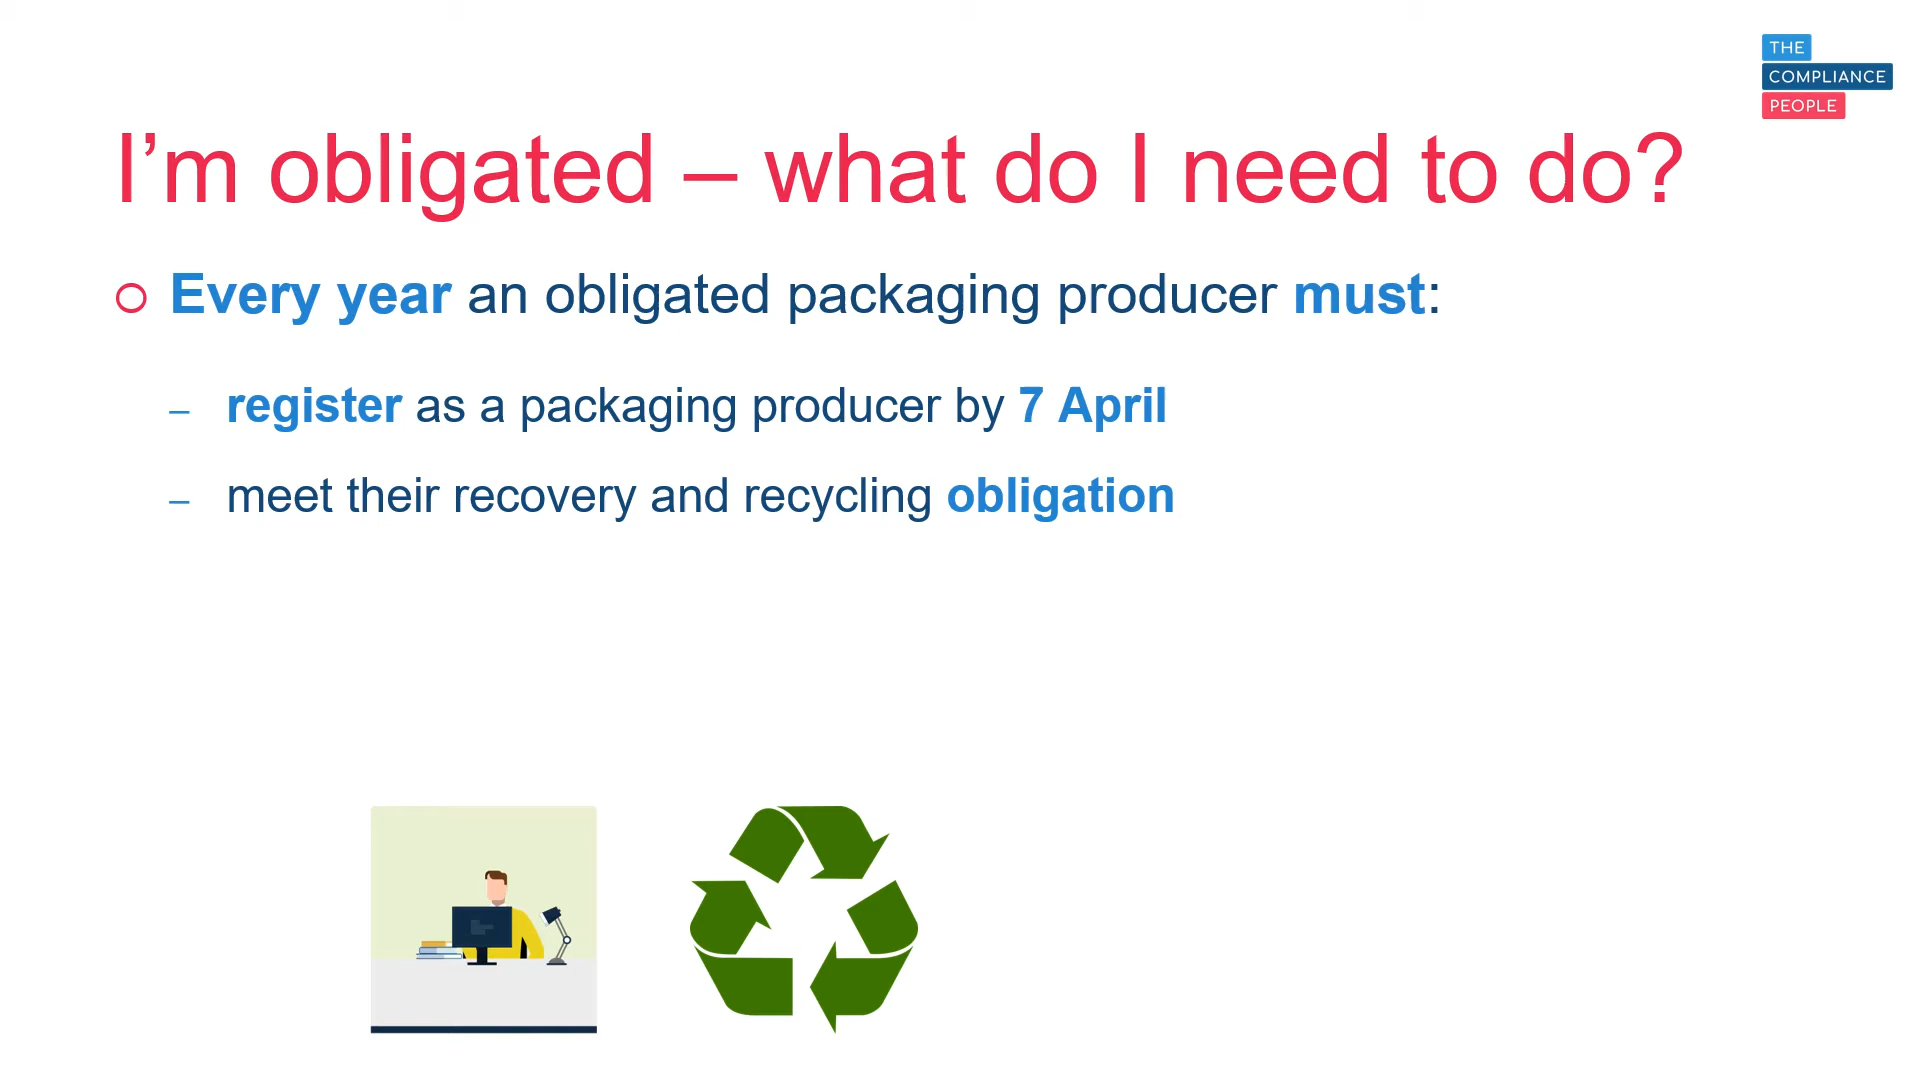 THE
COMPLIANCE
PEOPLE
I’m obligated – what do I need to do?
Every year an obligated packaging producer must:
– register as a packaging producer by 7 April
– meet their recovery and recycling obligation